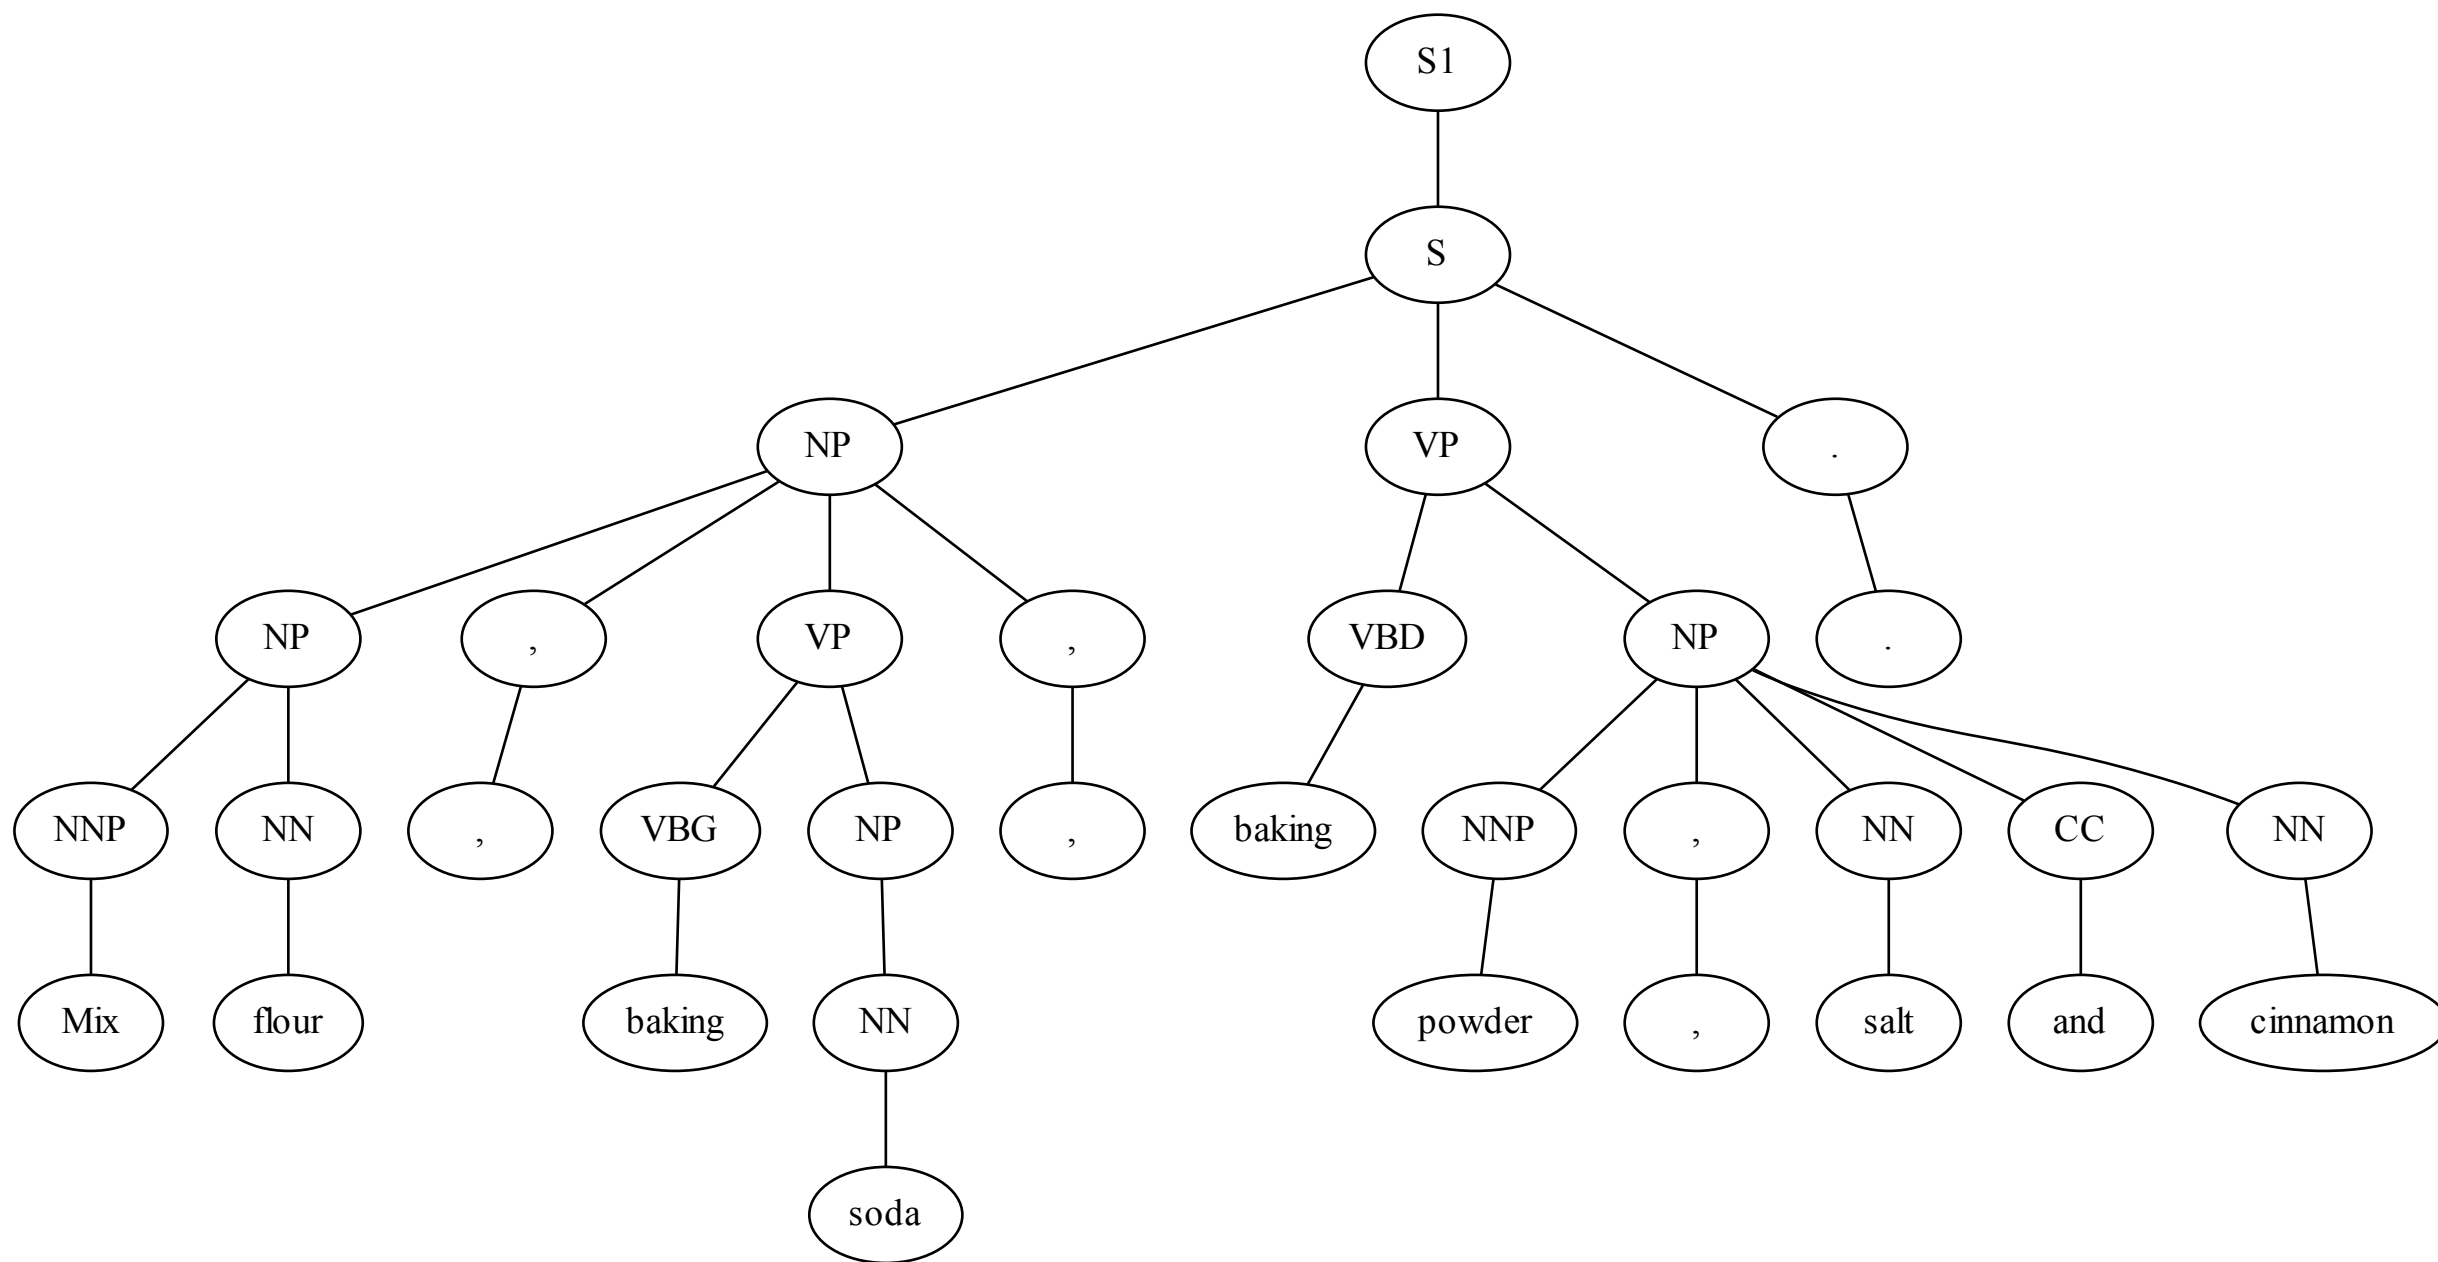 S1
S
NP VP .
NP , VP , VBD NP .
NNP NN , VBG NP , baking NNP , NN CC NN
Mix flour baking NN powder , salt and cinnamon
soda